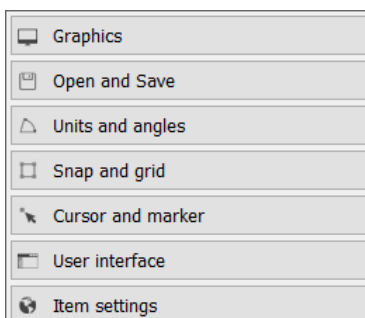 Graphics
Open and Save
Units and angles
Snap and grid
Cursor and marker
User interface
Item settings